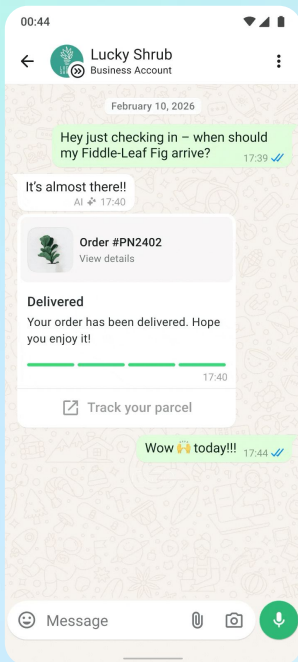 00:44
Lucky Shrub
Business Account
February 10, 2026
Hey just checking in – when should
my Fiddle-Leaf Fig arrive?
17:39
It's almost there!!
AI 17:40
Order #PN2402
View details
Delivered
Your order has been delivered. Hope
you enjoy it!
17:40
Track your parcel
Wow 🙌 today!!! 17:44
Message